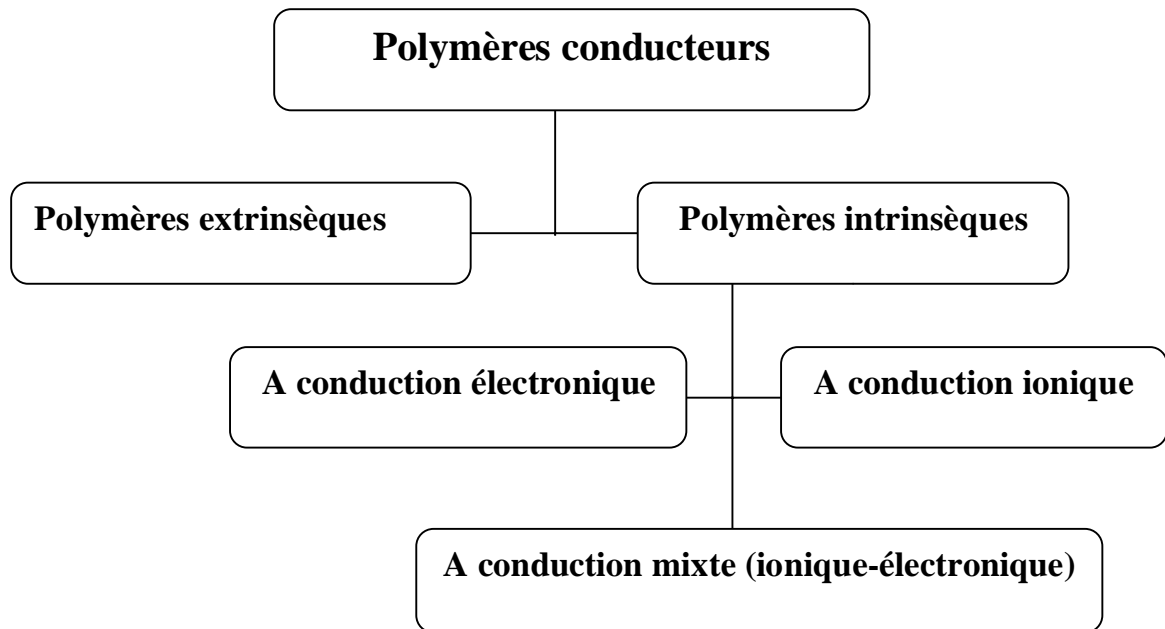 Polymères conducteurs
Polymères extrinsèques
Polymères intrinsèques
A conduction électronique
A conduction ionique
A conduction mixte (ionique-électronique)